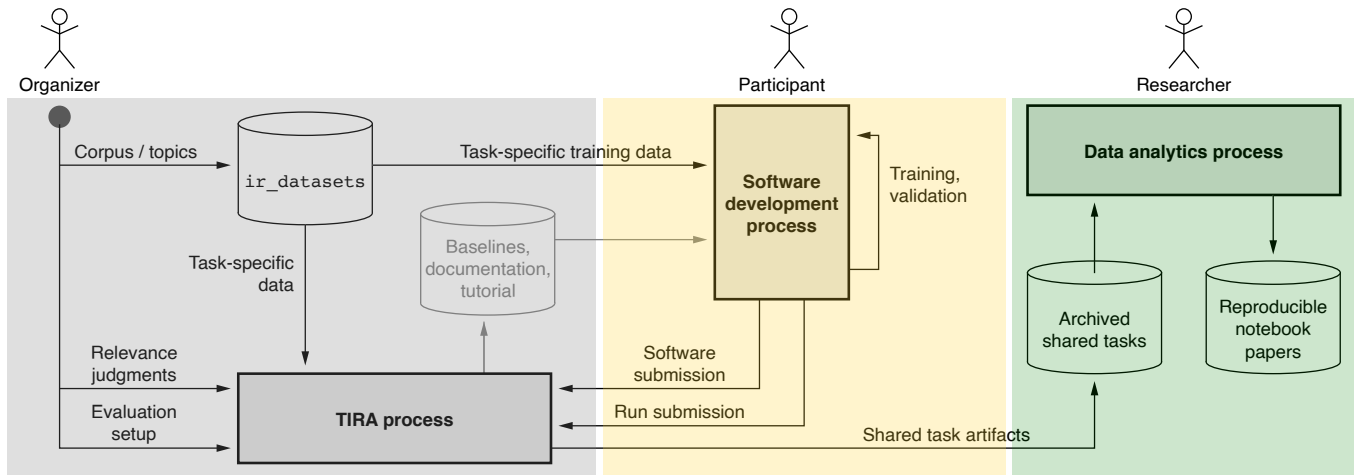 Organizer
Participant
Researcher
Corpus / topics
ir_datasets
Task-specific training data
Software
development
process
Training,
validation
Data analytics process
Task-specific
data
Baselines,
documentation,
tutorial
Archived
shared tasks
Reproducible
notebook
papers
Relevance
judgments
Evaluation
setup
TIRA process
Software
submission
Run submission
Shared task artifacts